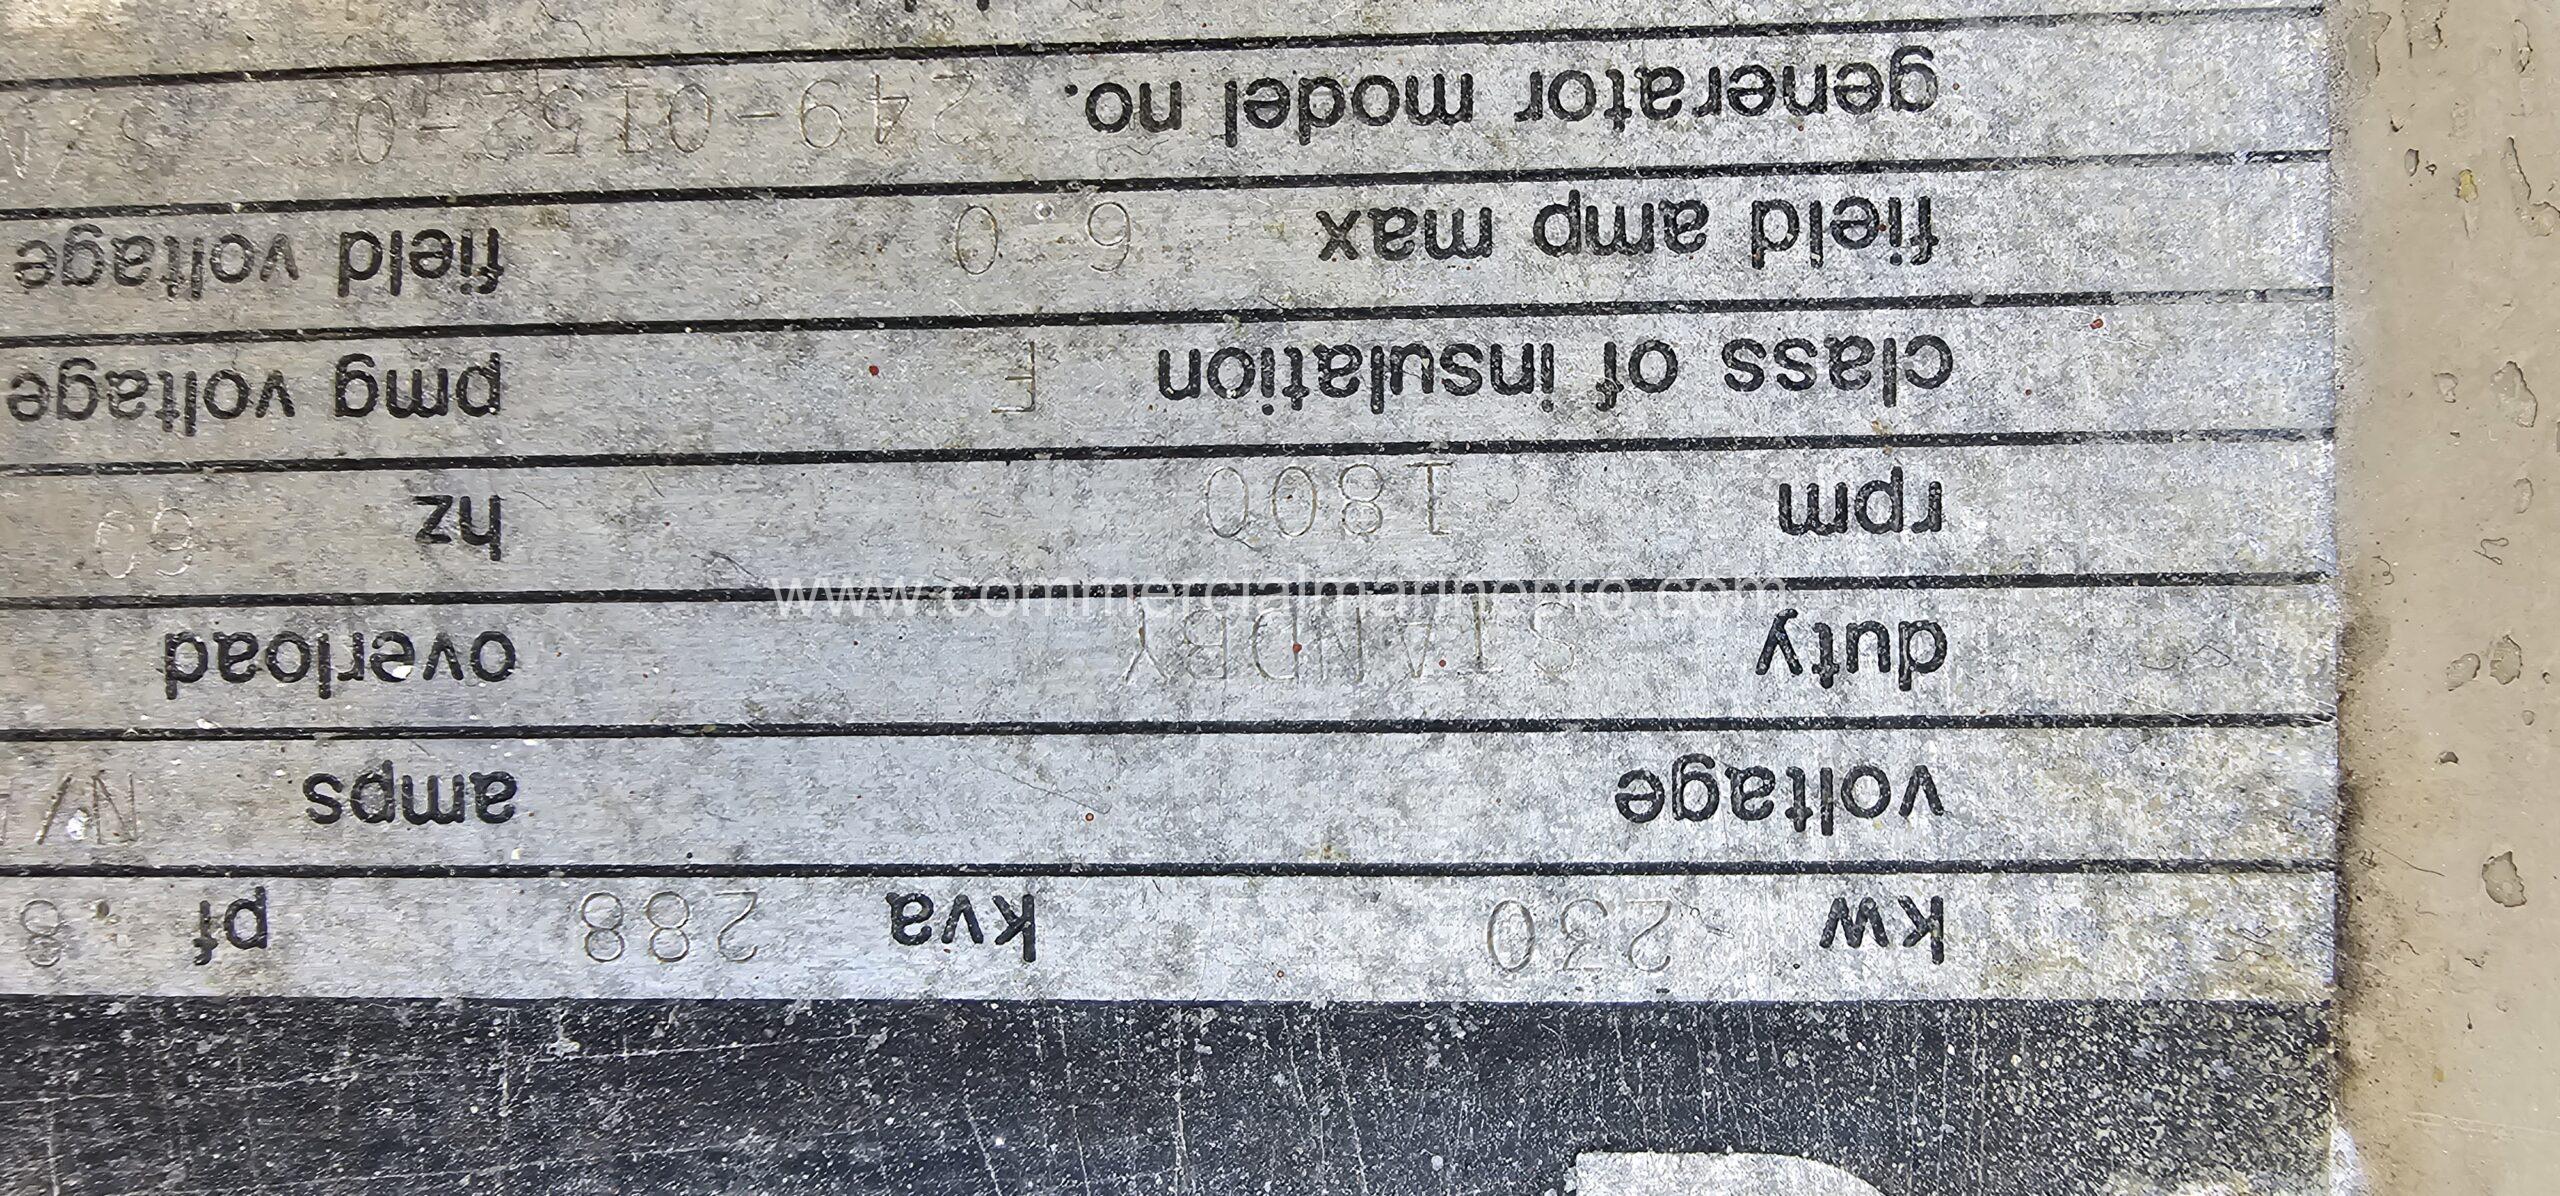 kw 230 kva 288 pf .8
voltage amps N/
duty STANDBY overload
rpm 1800 hz 60
class of insulation F pmg voltage
field amp max 6.0 field voltage
generator model no. 249-0152-0
www.commercialmarinepro.com